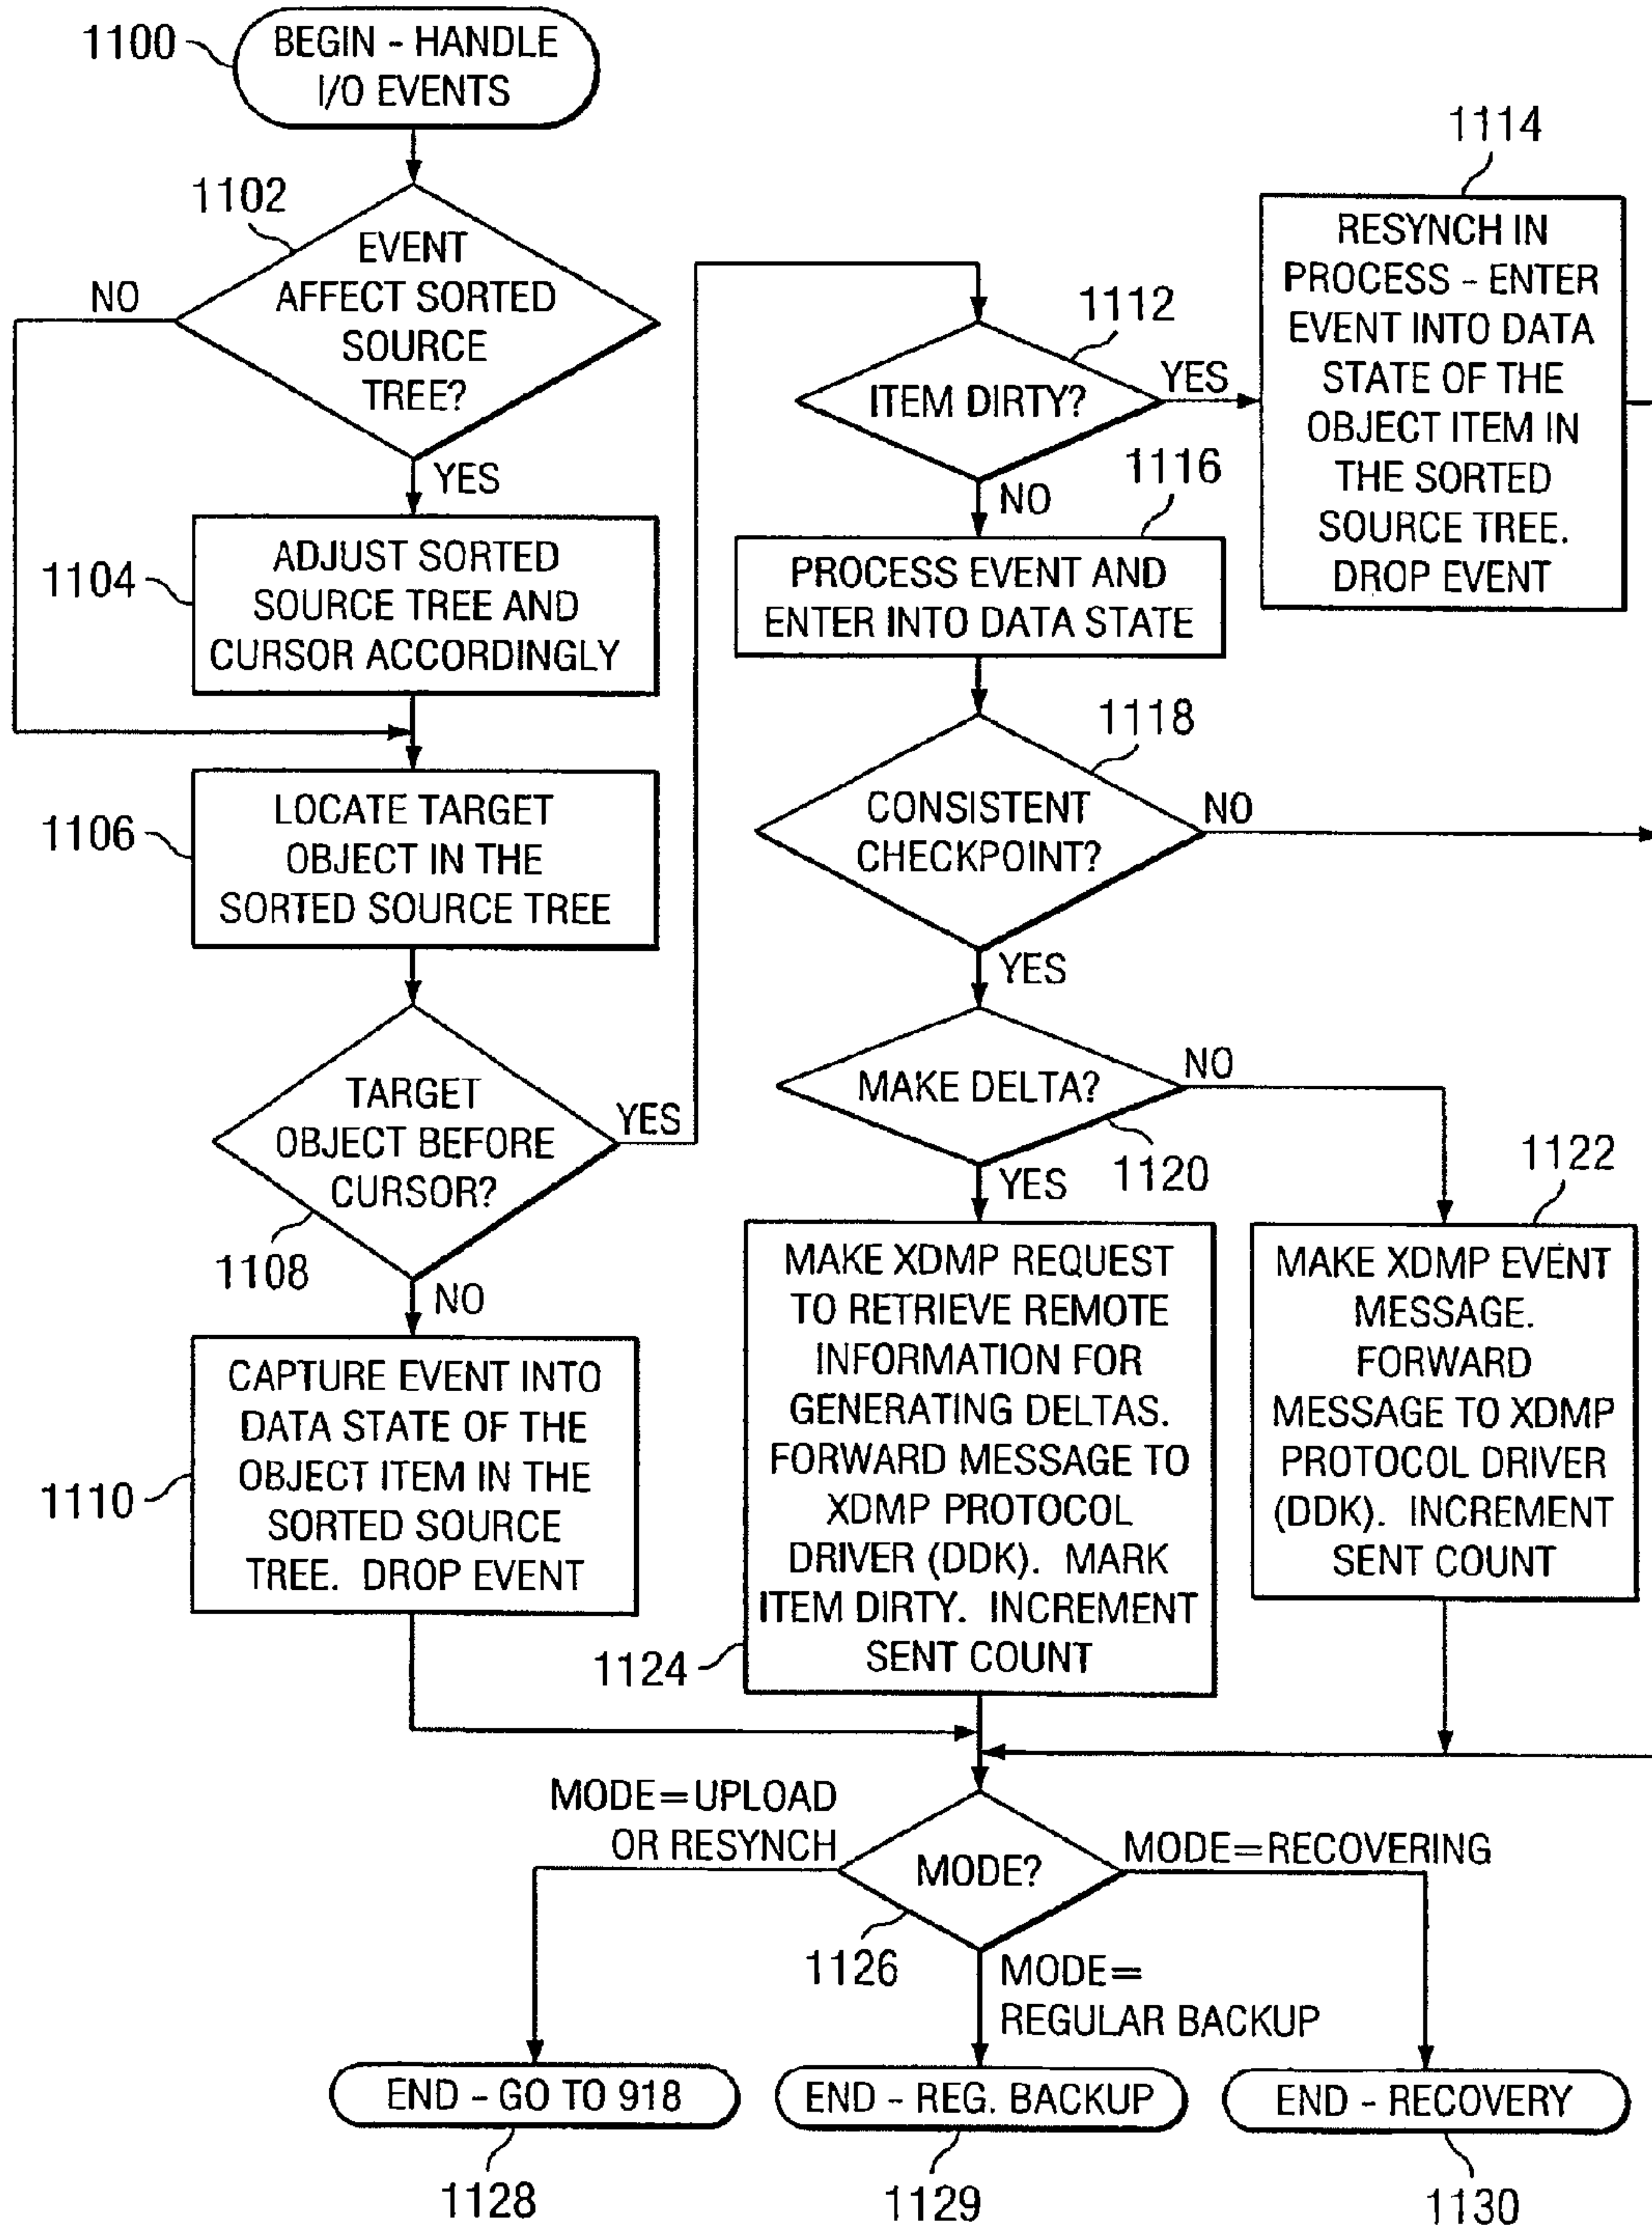 1100
BEGIN - HANDLE
I/O EVENTS
1102
EVENT
AFFECT SORTED
SOURCE
TREE?
NO
YES
1104
ADJUST SORTED
SOURCE TREE AND
CURSOR ACCORDINGLY
1106
LOCATE TARGET
OBJECT IN THE
SORTED SOURCE TREE
TARGET
OBJECT BEFORE
CURSOR?
YES
1108
NO
1110
CAPTURE EVENT INTO
DATA STATE OF THE
OBJECT ITEM IN THE
SORTED SOURCE
TREE. DROP EVENT
1112
ITEM DIRTY?
YES
NO
1114
RESYNCH IN
PROCESS - ENTER
EVENT INTO DATA
STATE OF THE
OBJECT ITEM IN
THE SORTED
SOURCE TREE.
DROP EVENT
1116
PROCESS EVENT AND
ENTER INTO DATA STATE
1118
CONSISTENT
CHECKPOINT?
NO
YES
MAKE DELTA?
NO
1120
YES
1122
MAKE XDMP EVENT
MESSAGE.
FORWARD
MESSAGE TO XDMP
PROTOCOL DRIVER
(DDK). INCREMENT
SENT COUNT
MAKE XDMP REQUEST
TO RETRIEVE REMOTE
INFORMATION FOR
GENERATING DELTAS.
FORWARD MESSAGE TO
XDMP PROTOCOL
DRIVER (DDK). MARK
ITEM DIRTY. INCREMENT
SENT COUNT
1124
MODE=UPLOAD
OR RESYNCH
MODE?
MODE=RECOVERING
1126
MODE=
REGULAR BACKUP
END - GO TO 918
END - REG. BACKUP
END - RECOVERY
1128
1129
1130